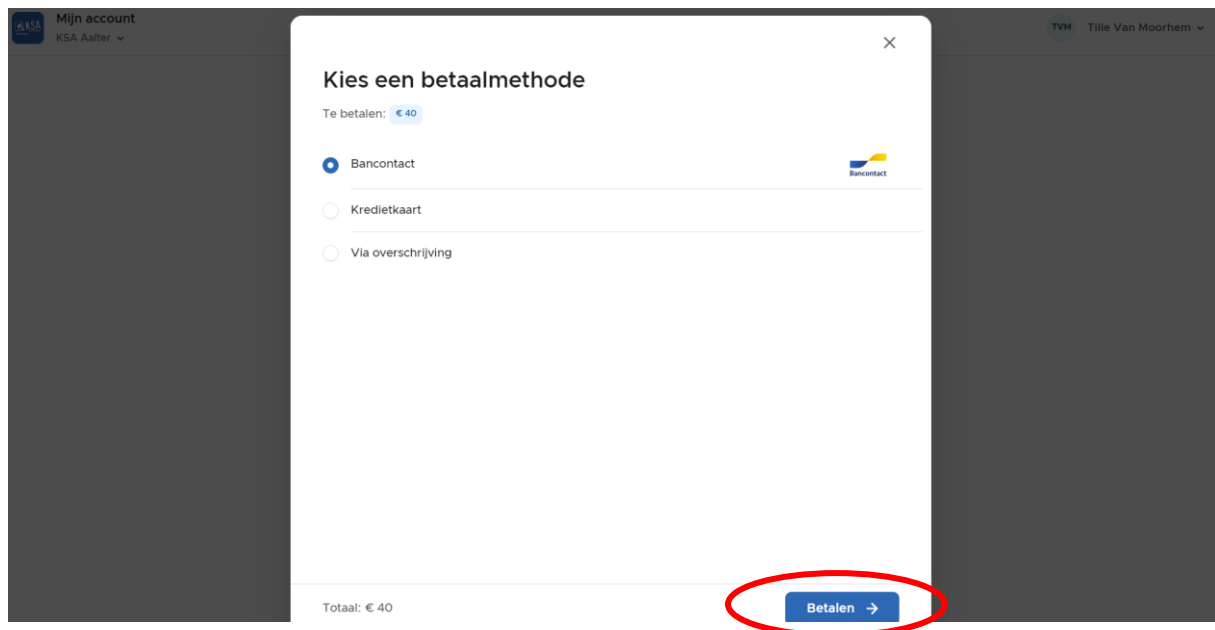 Mijn account
KSA Aalter
KSA
TVM Tille Van Moorhem
Kies een betaalmethode
Te betalen: € 40
Bancontact
Bancontact
Kredietkaart
Via overschrijving
Totaal: € 40
Betalen →